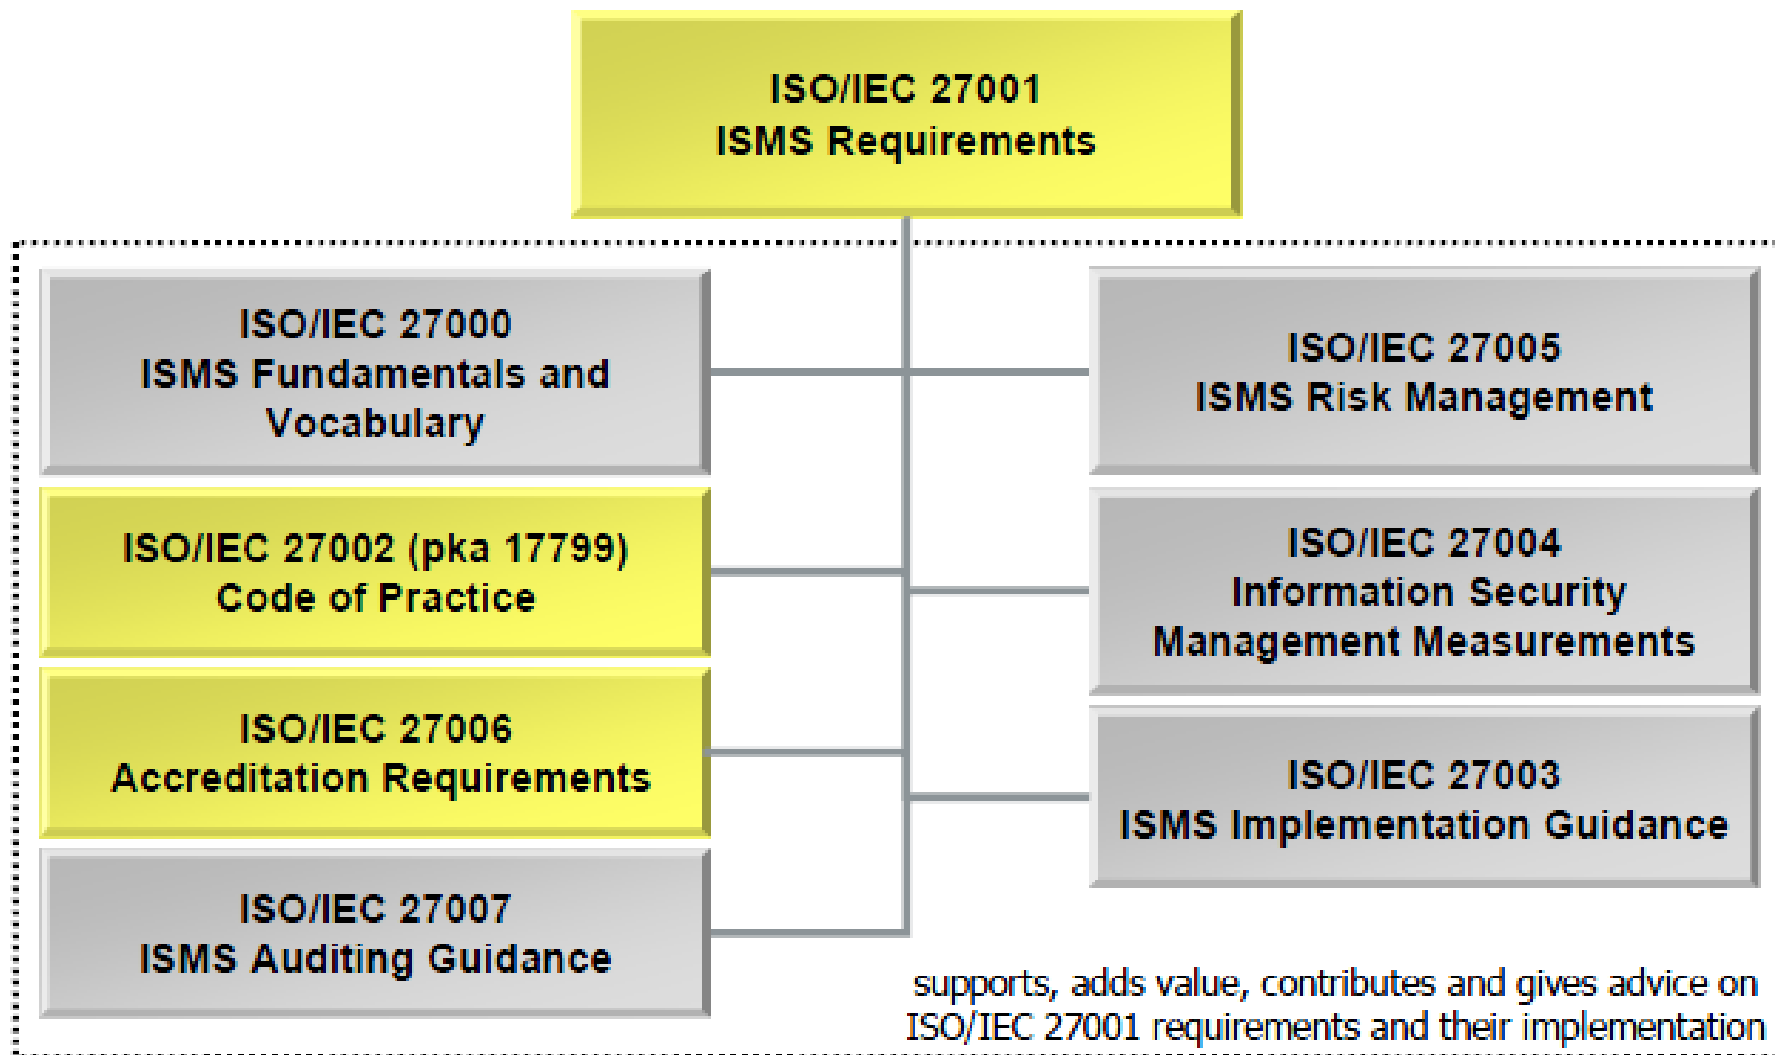 ISO/IEC 27001
ISMS Requirements
ISO/IEC 27000
ISMS Fundamentals and
Vocabulary
ISO/IEC 27002 (pka 17799)
Code of Practice
ISO/IEC 27006
Accreditation Requirements
ISO/IEC 27007
ISMS Auditing Guidance
ISO/IEC 27005
ISMS Risk Management
ISO/IEC 27004
Information Security
Management Measurements
ISO/IEC 27003
ISMS Implementation Guidance
supports, adds value, contributes and gives advice on
ISO/IEC 27001 requirements and their implementation